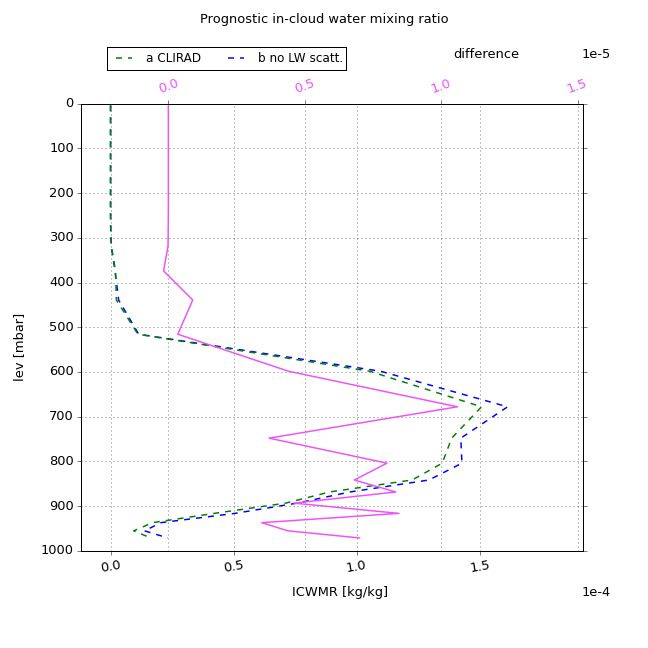 Prognostic in-cloud water mixing ratio
a CLIRAD b no LW scatt. difference 1e-5
0.0 0.5 1.0 1.5
0
100
200
300
400
500
600
700
800
900
1000
lev [mbar]
0.0 0.5 1.0 1.5
ICWMR [kg/kg] 1e-4